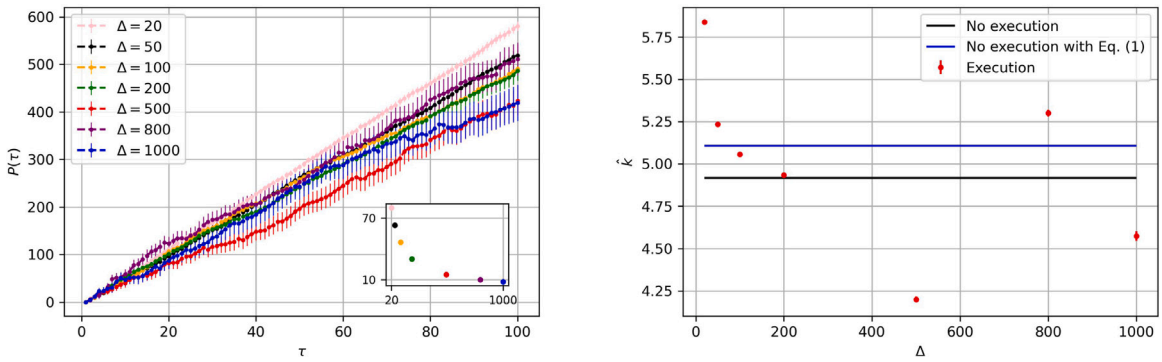 600
500
400
300
200
100
0
P(τ)
Δ = 20
Δ = 50
Δ = 100
Δ = 200
Δ = 500
Δ = 800
Δ = 1000
70
10
20 1000
0 20 40 60 80 100
τ
5.75
5.50
5.25
5.00
4.75
4.50
4.25
k̂
No execution
No execution with Eq. (1)
Execution
0 200 400 600 800 1000
Δ